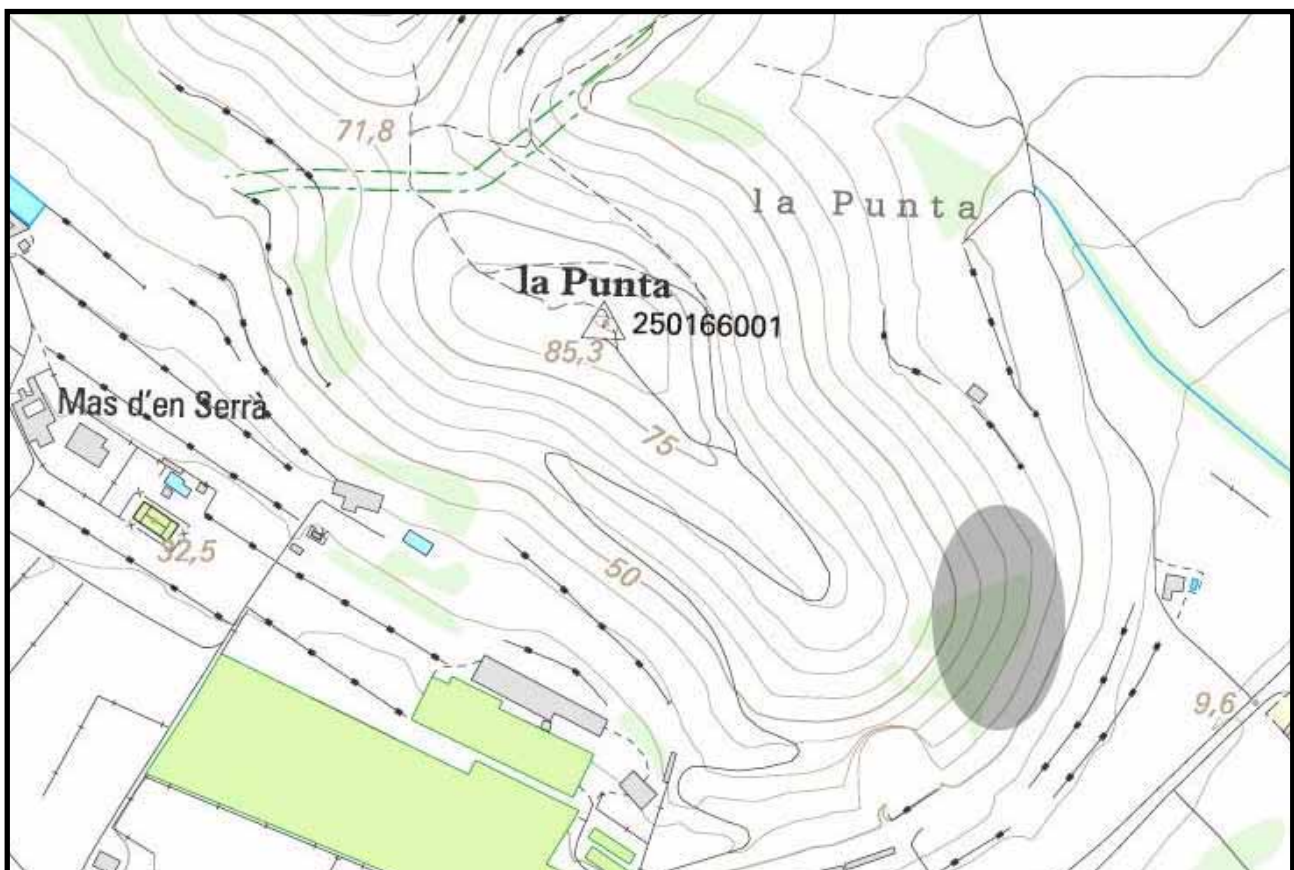 71,8
la Punta
la Punta
250166001
85,3
Mas d'en Serrà
75
32,5
50
9,6